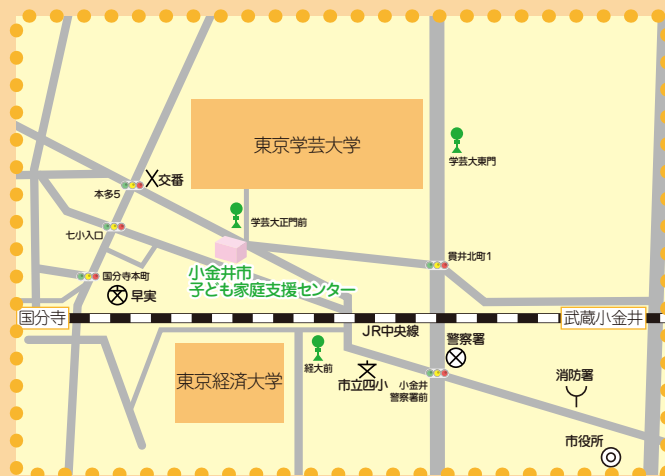 東京学芸大学
学芸大東門
交番
本多5
学芸大正門前
七小入口
貫井北町1
小金井市
子ども家庭支援センター
国分寺本町
早実
国分寺
武蔵小金井
JR中央線
警察署
経大前
東京経済大学
市立四小
小金井
警察署前
消防署
市役所